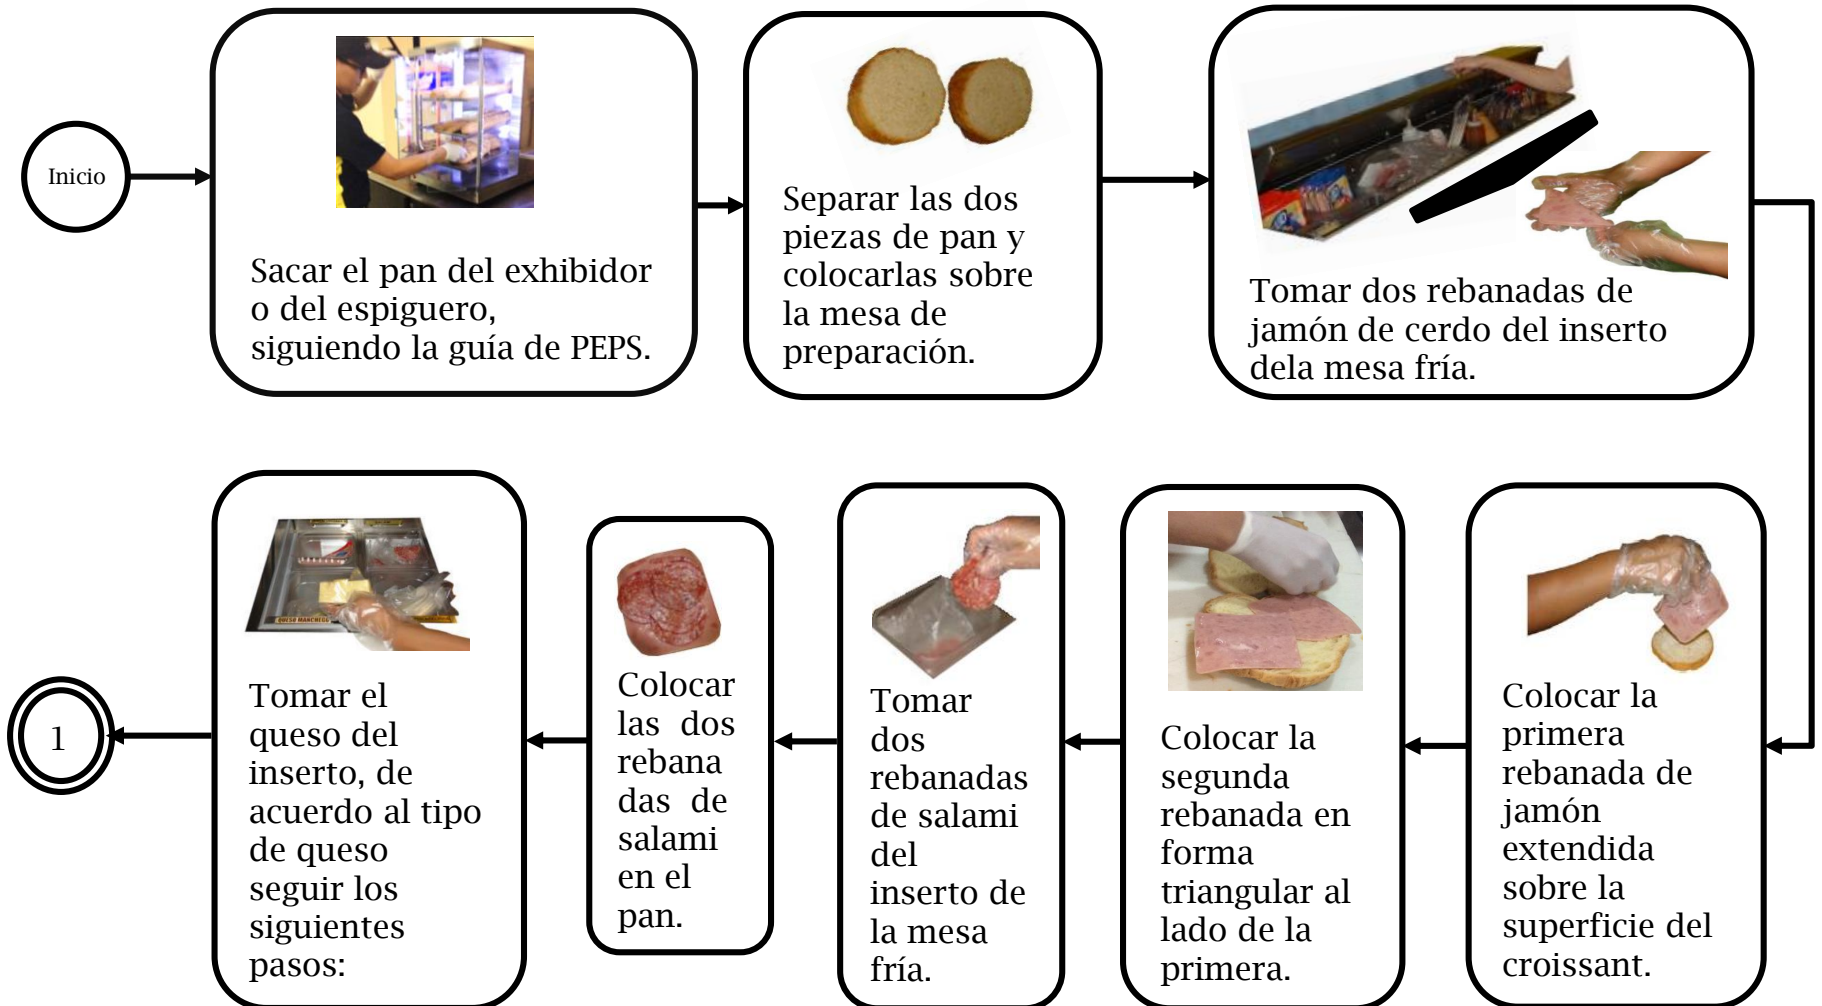 Inicio
Sacar el pan del exhibidor
o del espiguero,
siguiendo la guía de PEPS.
Separar las dos
piezas de pan y
colocarlas sobre
la mesa de
preparación.
Tomar dos rebanadas de
jamón de cerdo del inserto
dela mesa fría.
Colocar la
primera
rebanada de
jamón
extendida
sobre la
superficie del
croissant.
Colocar la
segunda
rebanada en
forma
triangular al
lado de la
primera.
Tomar
dos
rebanadas
de salami
del
inserto de
la mesa
fría.
Colocar
las dos
rebana
das de
salami
en el
pan.
QUESO MANCHEGO
Tomar el
queso del
inserto, de
acuerdo al tipo
de queso
seguir los
siguientes
pasos:
1